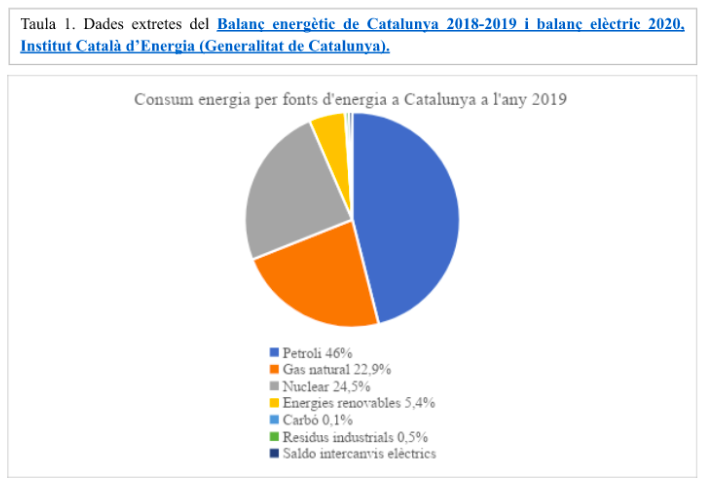 Taula 1. Dades extretes del Balanç energètic de Catalunya 2018-2019 i balanç elèctric 2020,
Institut Català d'Energia (Generalitat de Catalunya).
Consum energia per fonts d'energia a Catalunya a l'any 2019
Petroli 46%
Gas natural 22,9%
Nuclear 24,5%
Energies renovables 5,4%
Carbó 0,1%
Residus industrials 0,5%
Saldo intercanvis elèctrics